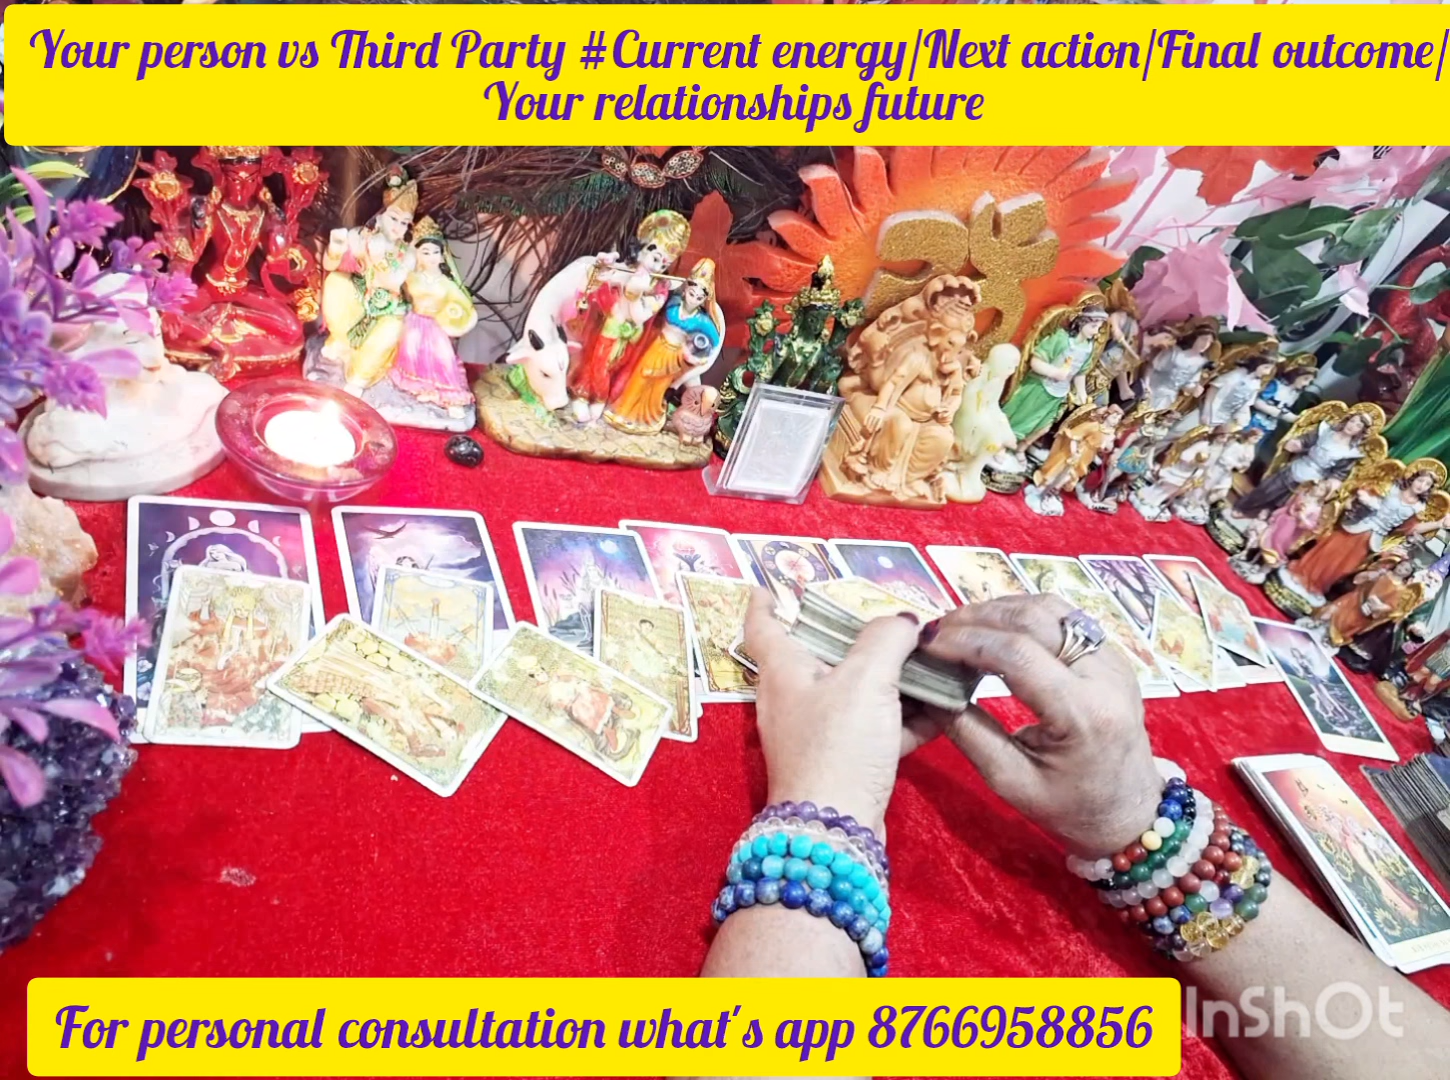 Your person vs Third Party #Current energy/Next action/Final outcome/
Your relationships future
For personal consultation what's app 8766958856
InShOt